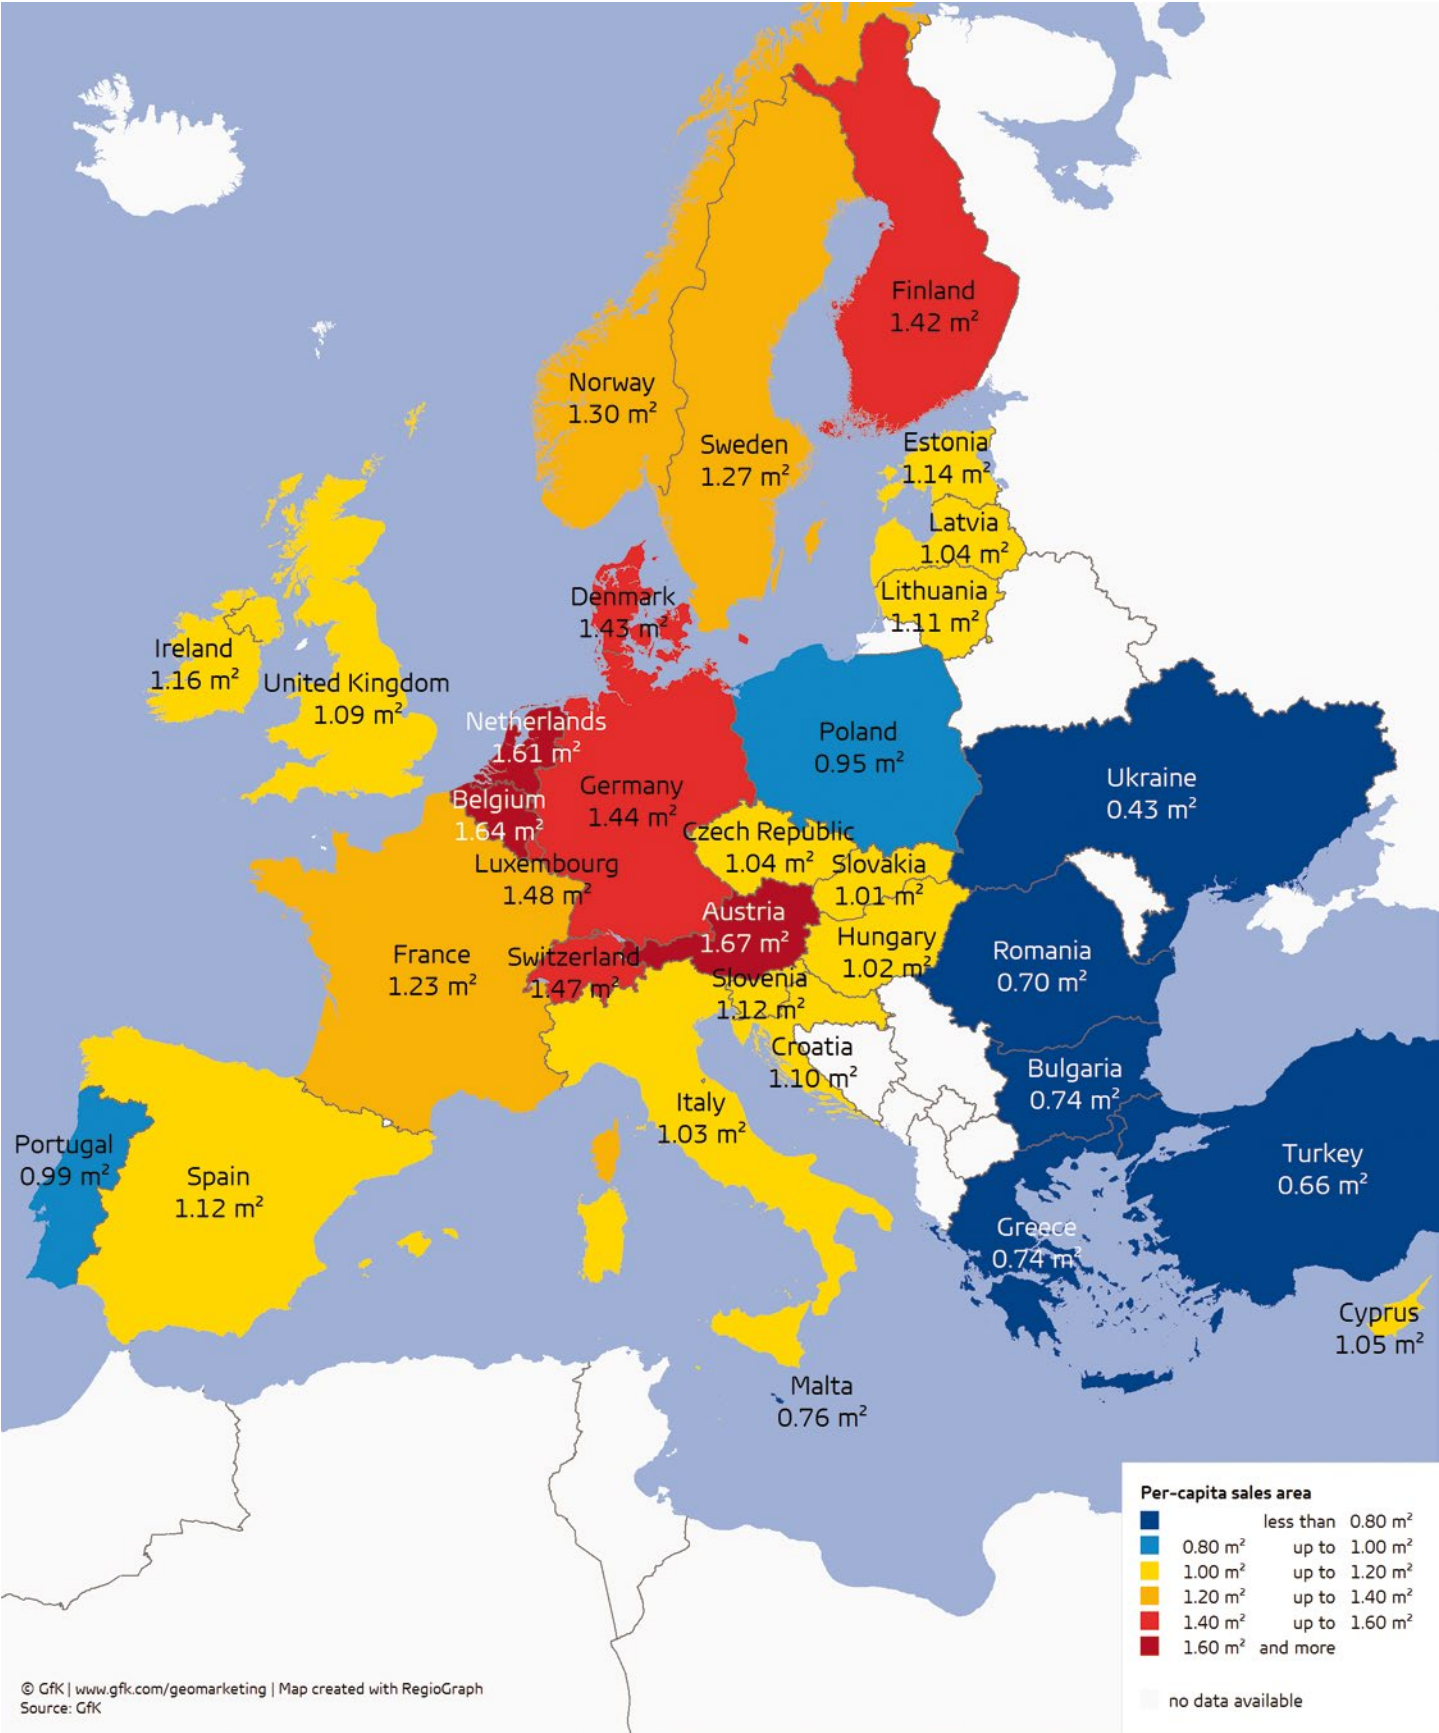 Finland
1.42 m²
Norway
1.30 m²
Sweden
1.27 m²
Estonia
1.14 m²
Latvia
1.04 m²
Lithuania
1.11 m²
Denmark
1.43 m²
Ireland
1.16 m²
United Kingdom
1.09 m²
Netherlands
1.61 m²
Belgium
1.64 m²
Germany
1.44 m²
Poland
0.95 m²
Ukraine
0.43 m²
Czech Republic
1.04 m²
Slovakia
1.01 m²
Luxembourg
1.48 m²
Austria
1.67 m²
Hungary
1.02 m²
France
1.23 m²
Switzerland
1.47 m²
Slovenia
1.12 m²
Romania
0.70 m²
Croatia
1.10 m²
Bulgaria
0.74 m²
Italy
1.03 m²
Portugal
0.99 m²
Spain
1.12 m²
Turkey
0.66 m²
Greece
0.74 m²
Cyprus
1.05 m²
Malta
0.76 m²
Per-capita sales area
less than 0.80 m²
0.80 m² up to 1.00 m²
1.00 m² up to 1.20 m²
1.20 m² up to 1.40 m²
1.40 m² up to 1.60 m²
1.60 m² and more
no data available
© GfK | www.gfk.com/geomarketing | Map created with RegioGraph
Source: GfK